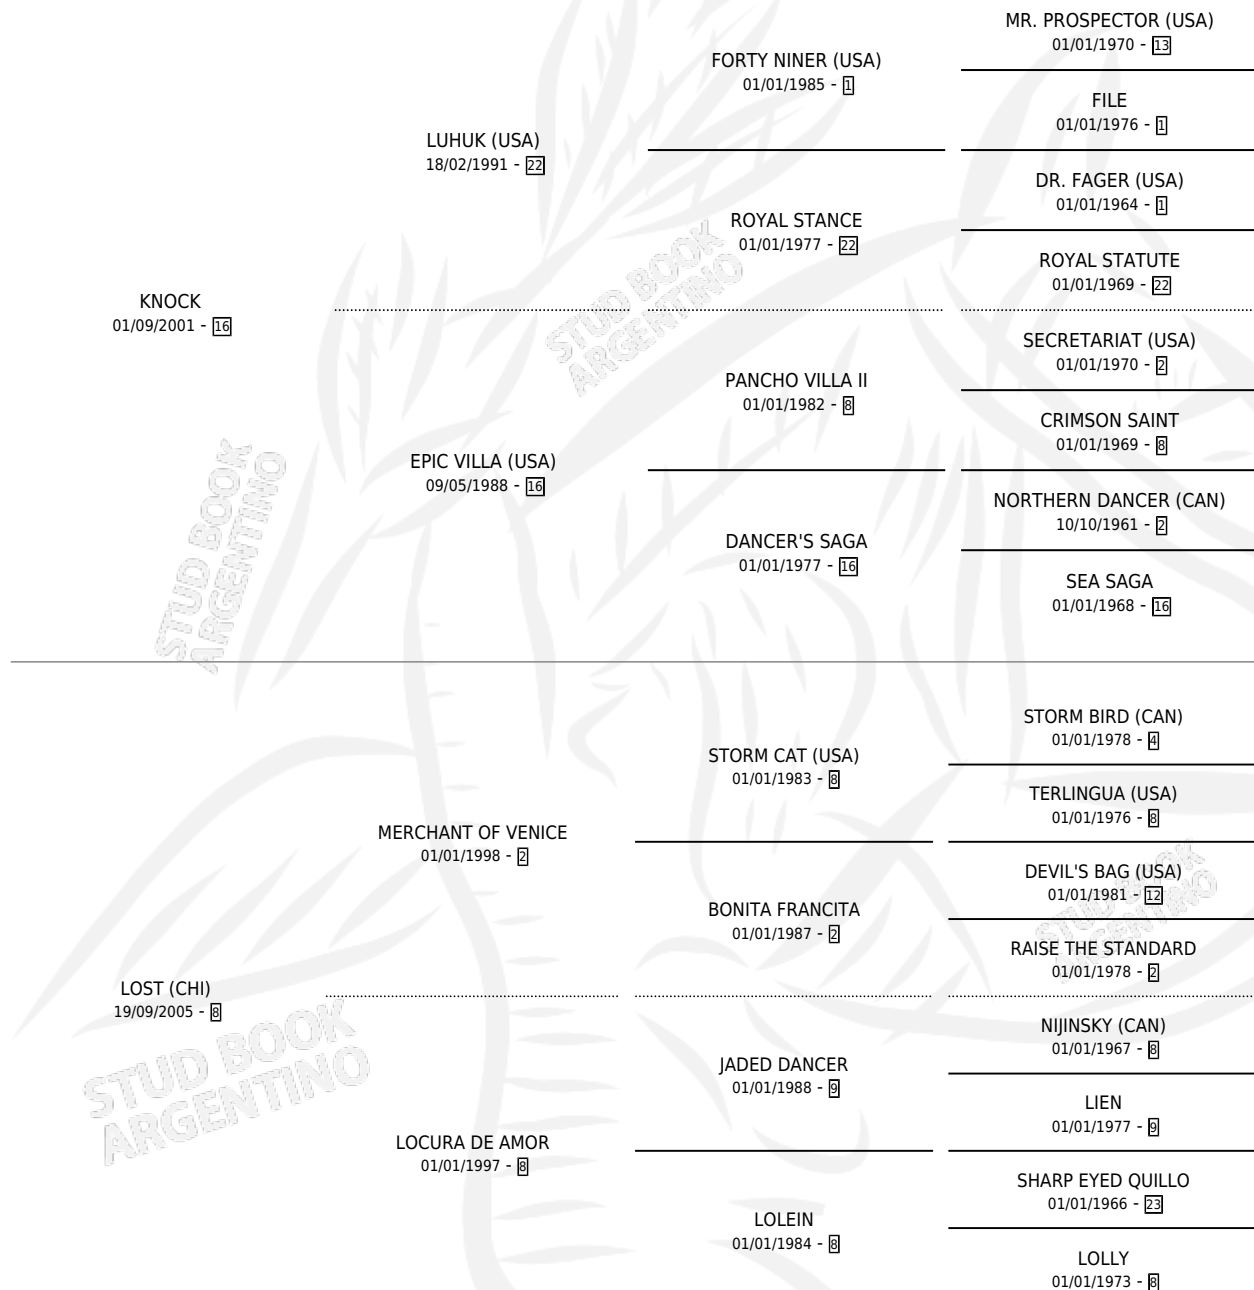 MR. PROSPECTOR (USA)
01/01/1970 - 13
FORTY NINER (USA)
01/01/1985 - 1
FILE
01/01/1976 - 1
LUHUK (USA)
18/02/1991 - 22
DR. FAGER (USA)
01/01/1964 - 1
ROYAL STANCE
01/01/1977 - 22
ROYAL STATUTE
01/01/1969 - 22
KNOCK
01/09/2001 - 16
SECRETARIAT (USA)
01/01/1970 - 2
PANCHO VILLA II
01/01/1982 - 8
CRIMSON SAINT
01/01/1969 - 8
EPIC VILLA (USA)
09/05/1988 - 16
NORTHERN DANCER (CAN)
10/10/1961 - 2
DANCER'S SAGA
01/01/1977 - 16
SEA SAGA
01/01/1968 - 16
STORM BIRD (CAN)
01/01/1978 - 4
STORM CAT (USA)
01/01/1983 - 8
TERLINGUA (USA)
01/01/1976 - 8
MERCHANT OF VENICE
01/01/1998 - 2
DEVIL'S BAG (USA)
01/01/1981 - 12
BONITA FRANCITA
01/01/1987 - 2
RAISE THE STANDARD
01/01/1978 - 2
LOST (CHI)
19/09/2005 - 8
NIJINSKY (CAN)
01/01/1967 - 8
JADED DANCER
01/01/1988 - 9
LIEN
01/01/1977 - 9
LOCURA DE AMOR
01/01/1997 - 8
SHARP EYED QUILLO
01/01/1966 - 23
LOLEIN
01/01/1984 - 8
LOLLY
01/01/1973 - 8
STUD BOOK
ARGENTINO
STUD BOOK
ARGENTINO
STUD BOOK
ARGENTINO
STUD BOOK
ARGENTINO